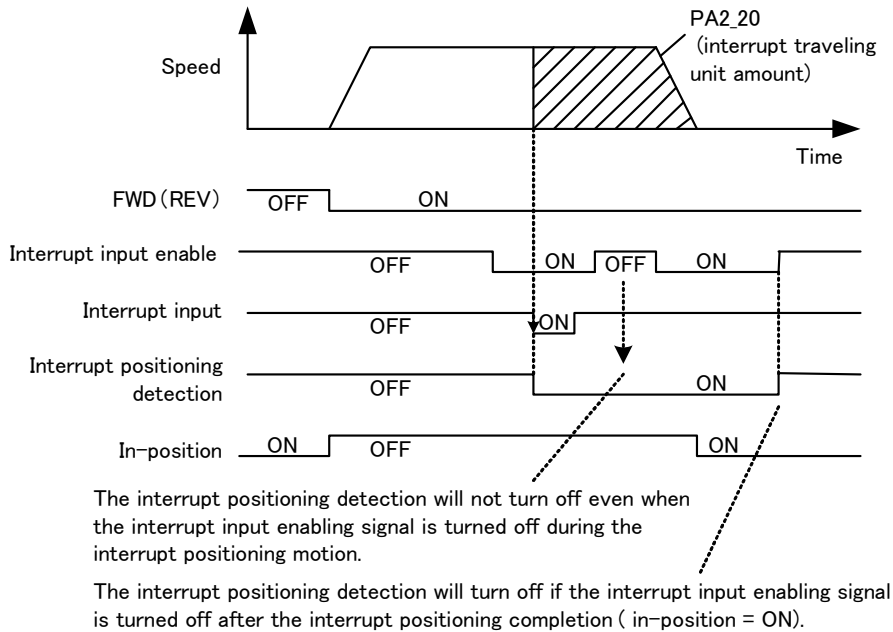 PA2_20
(interrupt traveling
unit amount)
Speed
Time
FWD (REV) OFF ON
Interrupt input enable OFF ON OFF ON
Interrupt input OFF ON
Interrupt positioning
detection OFF ON
In-position ON OFF ON
The interrupt positioning detection will not turn off even when
the interrupt input enabling signal is turned off during the
interrupt positioning motion.
The interrupt positioning detection will turn off if the interrupt input enabling signal
is turned off after the interrupt positioning completion ( in-position = ON).